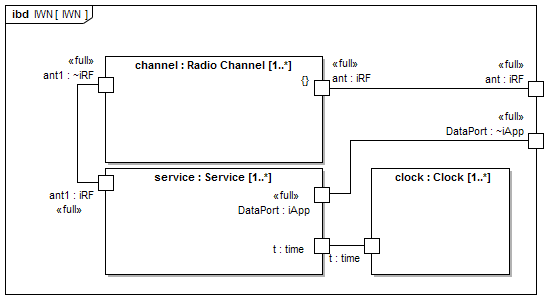 ibd IWN [ IWN ]
«full»
ant1 : ~iRF
channel : Radio Channel [1..*]
{}
«full»
ant : iRF
«full»
ant : iRF
«full»
DataPort : ~iApp
ant1 : iRF
«full»
service : Service [1..*]
«full»
DataPort : iApp
t : time
clock : Clock [1..*]
t : time